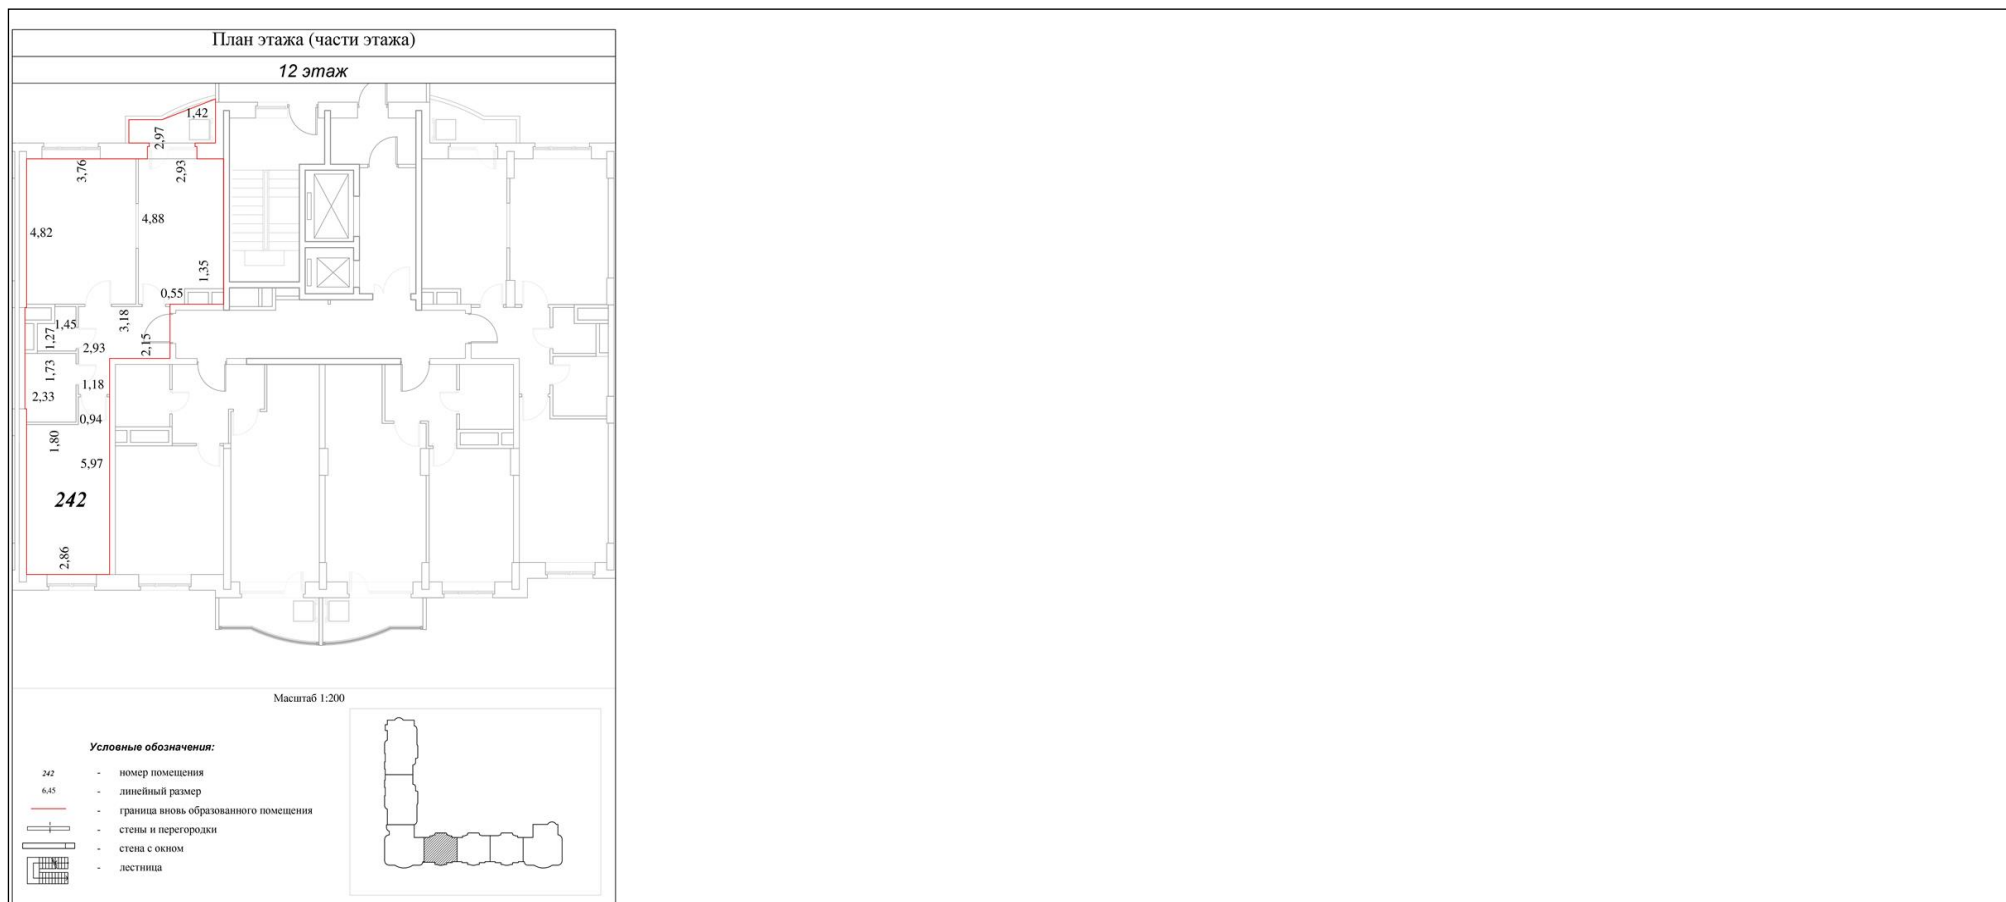 План этажа (части этажа)
12 этаж
1,42
2,97
3,76
2,93
4,88
4,82
1,35
0,55
3,18
1,45
1,27
2,15
2,93
1,73
1,18
2,33
0,94
1,80
5,97
242
2,86
Масштаб 1:200
Условные обозначения:
242 - номер помещения
6,45 - линейный размер
- граница вновь образованного помещения
- стены и перегородки
- стена с окном
- лестница